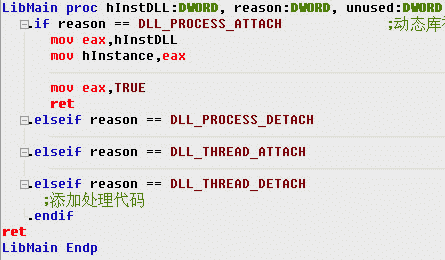 LibMain proc hInstDLL:DWORD, reason:DWORD, unused:DWORD
.if reason == DLL_PROCESS_ATTACH ;动态库
mov eax,hInstDLL
mov hInstance,eax
mov eax,TRUE
ret
.elseif reason == DLL_PROCESS_DETACH
.elseif reason == DLL_THREAD_ATTACH
.elseif reason == DLL_THREAD_DETACH
;添加处理代码
.endif
ret
LibMain Endp